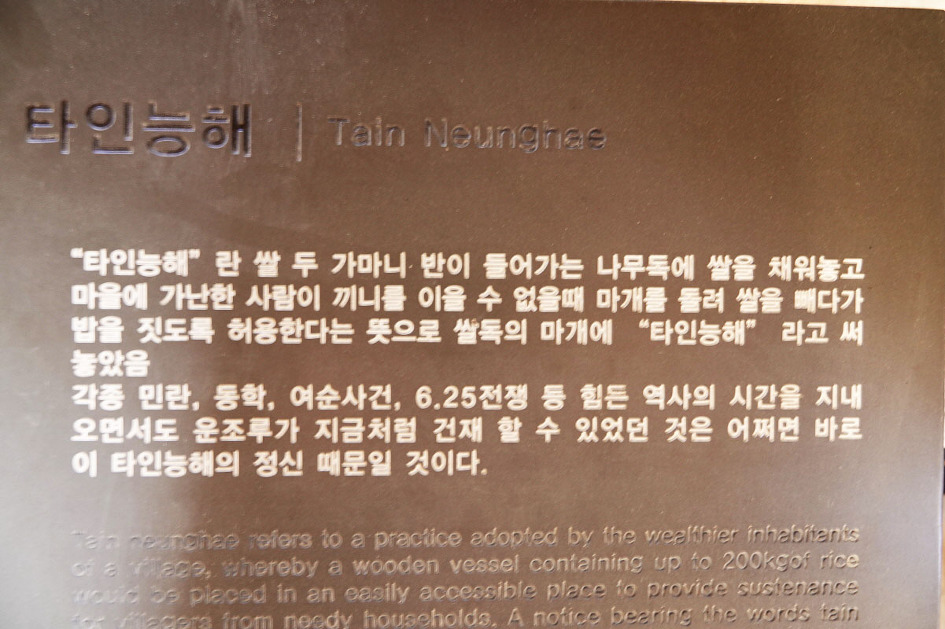 타인능해 | Tain Neunghae
“타인능해” 란 쌀 두 가마니 반이 들어가는 나무독에 쌀을 채워놓고
마을에 가난한 사람이 끼니를 이을 수 없을때 마개를 돌려 쌀을 빼다가
밥을 짓도록 허용한다는 뜻으로 쌀독의 마개에 “타인능해” 라고 써
놓았음
각종 민란, 동학, 여순사건, 6.25전쟁 등 힘든 역사의 시간을 지내
오면서도 운조루가 지금처럼 건재 할 수 있었던 것은 어쩌면 바로
이 타인능해의 정신 때문일 것이다.
Tain neunghae refers to a practice adopted by the wealthier inhabitants
of a village, whereby a wooden vessel containing up to 200kgof rice
would be placed in an easily accessible place to provide sustenance
for villagers from needy households. A notice bearing the words tain